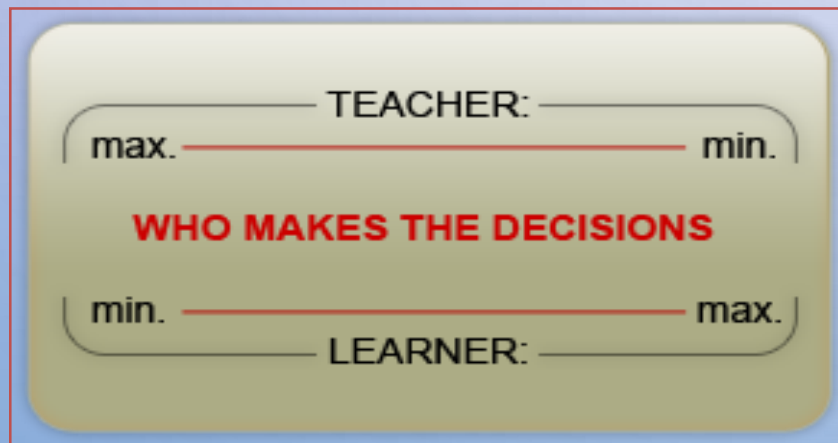 TEACHER:
max. min.
WHO MAKES THE DECISIONS
min. max.
LEARNER: